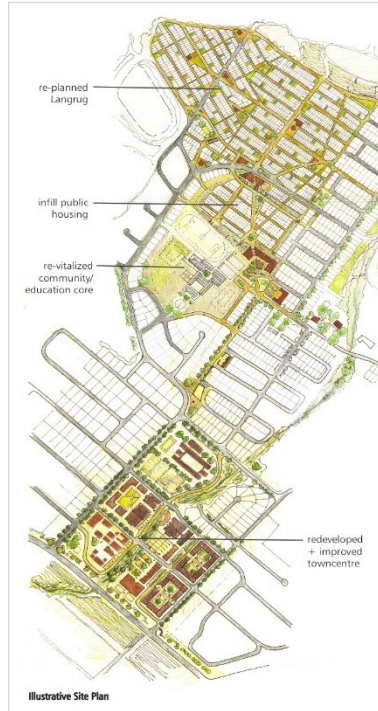 re-planned
Langrug
infill public
housing
re-vitalized
community/
education core
redeveloped
+ improved
towncentre
Illustrative Site Plan